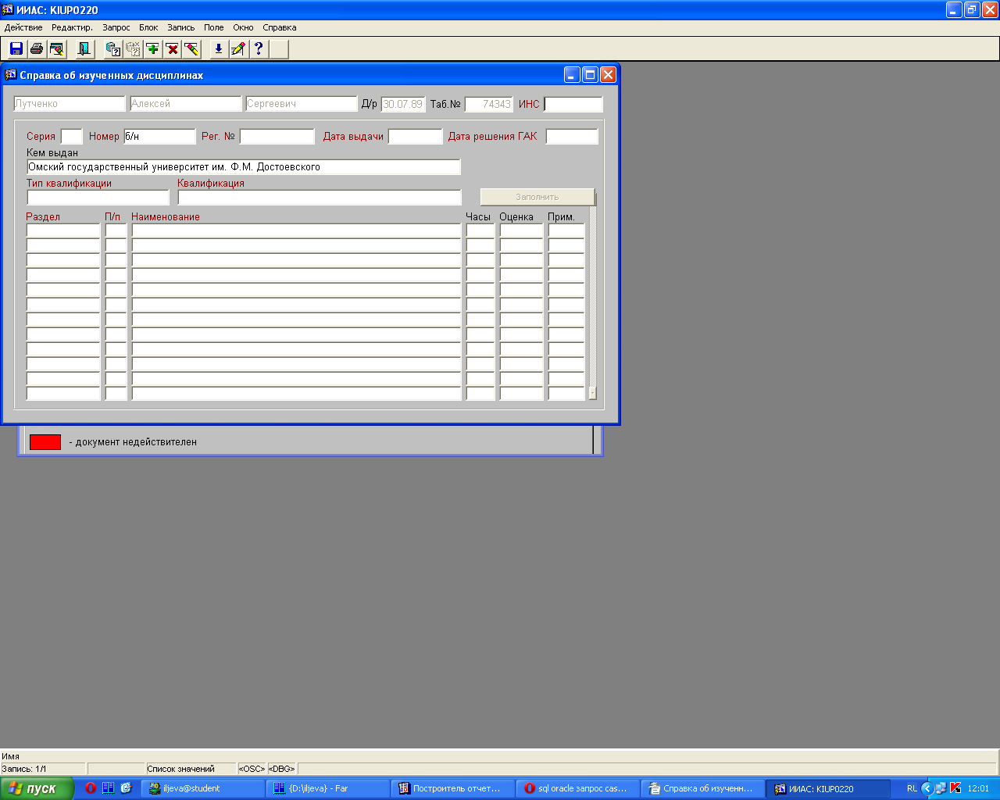 ИИАС: KIUP0220
Действие Редактир. Запрос Блок Запись Поле Окно Справка
Справка об изученных дисциплинах
Лутченко Алексей Сергеевич Д/р 30.07.89 Таб.№ 74343 ИНС
Серия Номер б/н Рег. № Дата выдачи Дата решения ГАК
Кем выдан
Омский государственный университет им. Ф.М. Достоевского
Тип квалификации Квалификация
Заполнить
Раздел П/п Наименование Часы Оценка Прим.
- документ недействителен
Имя
Запись: 1/1 Список значений <OSC> <DBG>
пуск iljeva@student {D:\iljeva} - Far Построитель отчет... sql oracle запрос cas... Справка об изученн... ИИАС: KIUP0220 RL 12:01